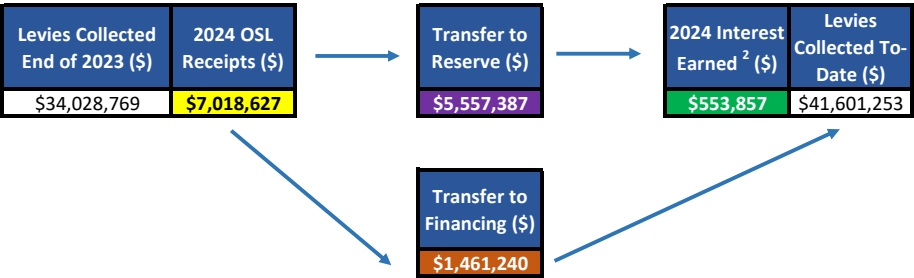 Levies Collected
End of 2023 ($)
2024 OSL
Receipts ($)
$34,028,769
$7,018,627
Transfer to
Reserve ($)
$5,557,387
2024 Interest
Earned 2 ($)
Levies
Collected To-
Date ($)
$553,857
$41,601,253
Transfer to
Financing ($)
$1,461,240